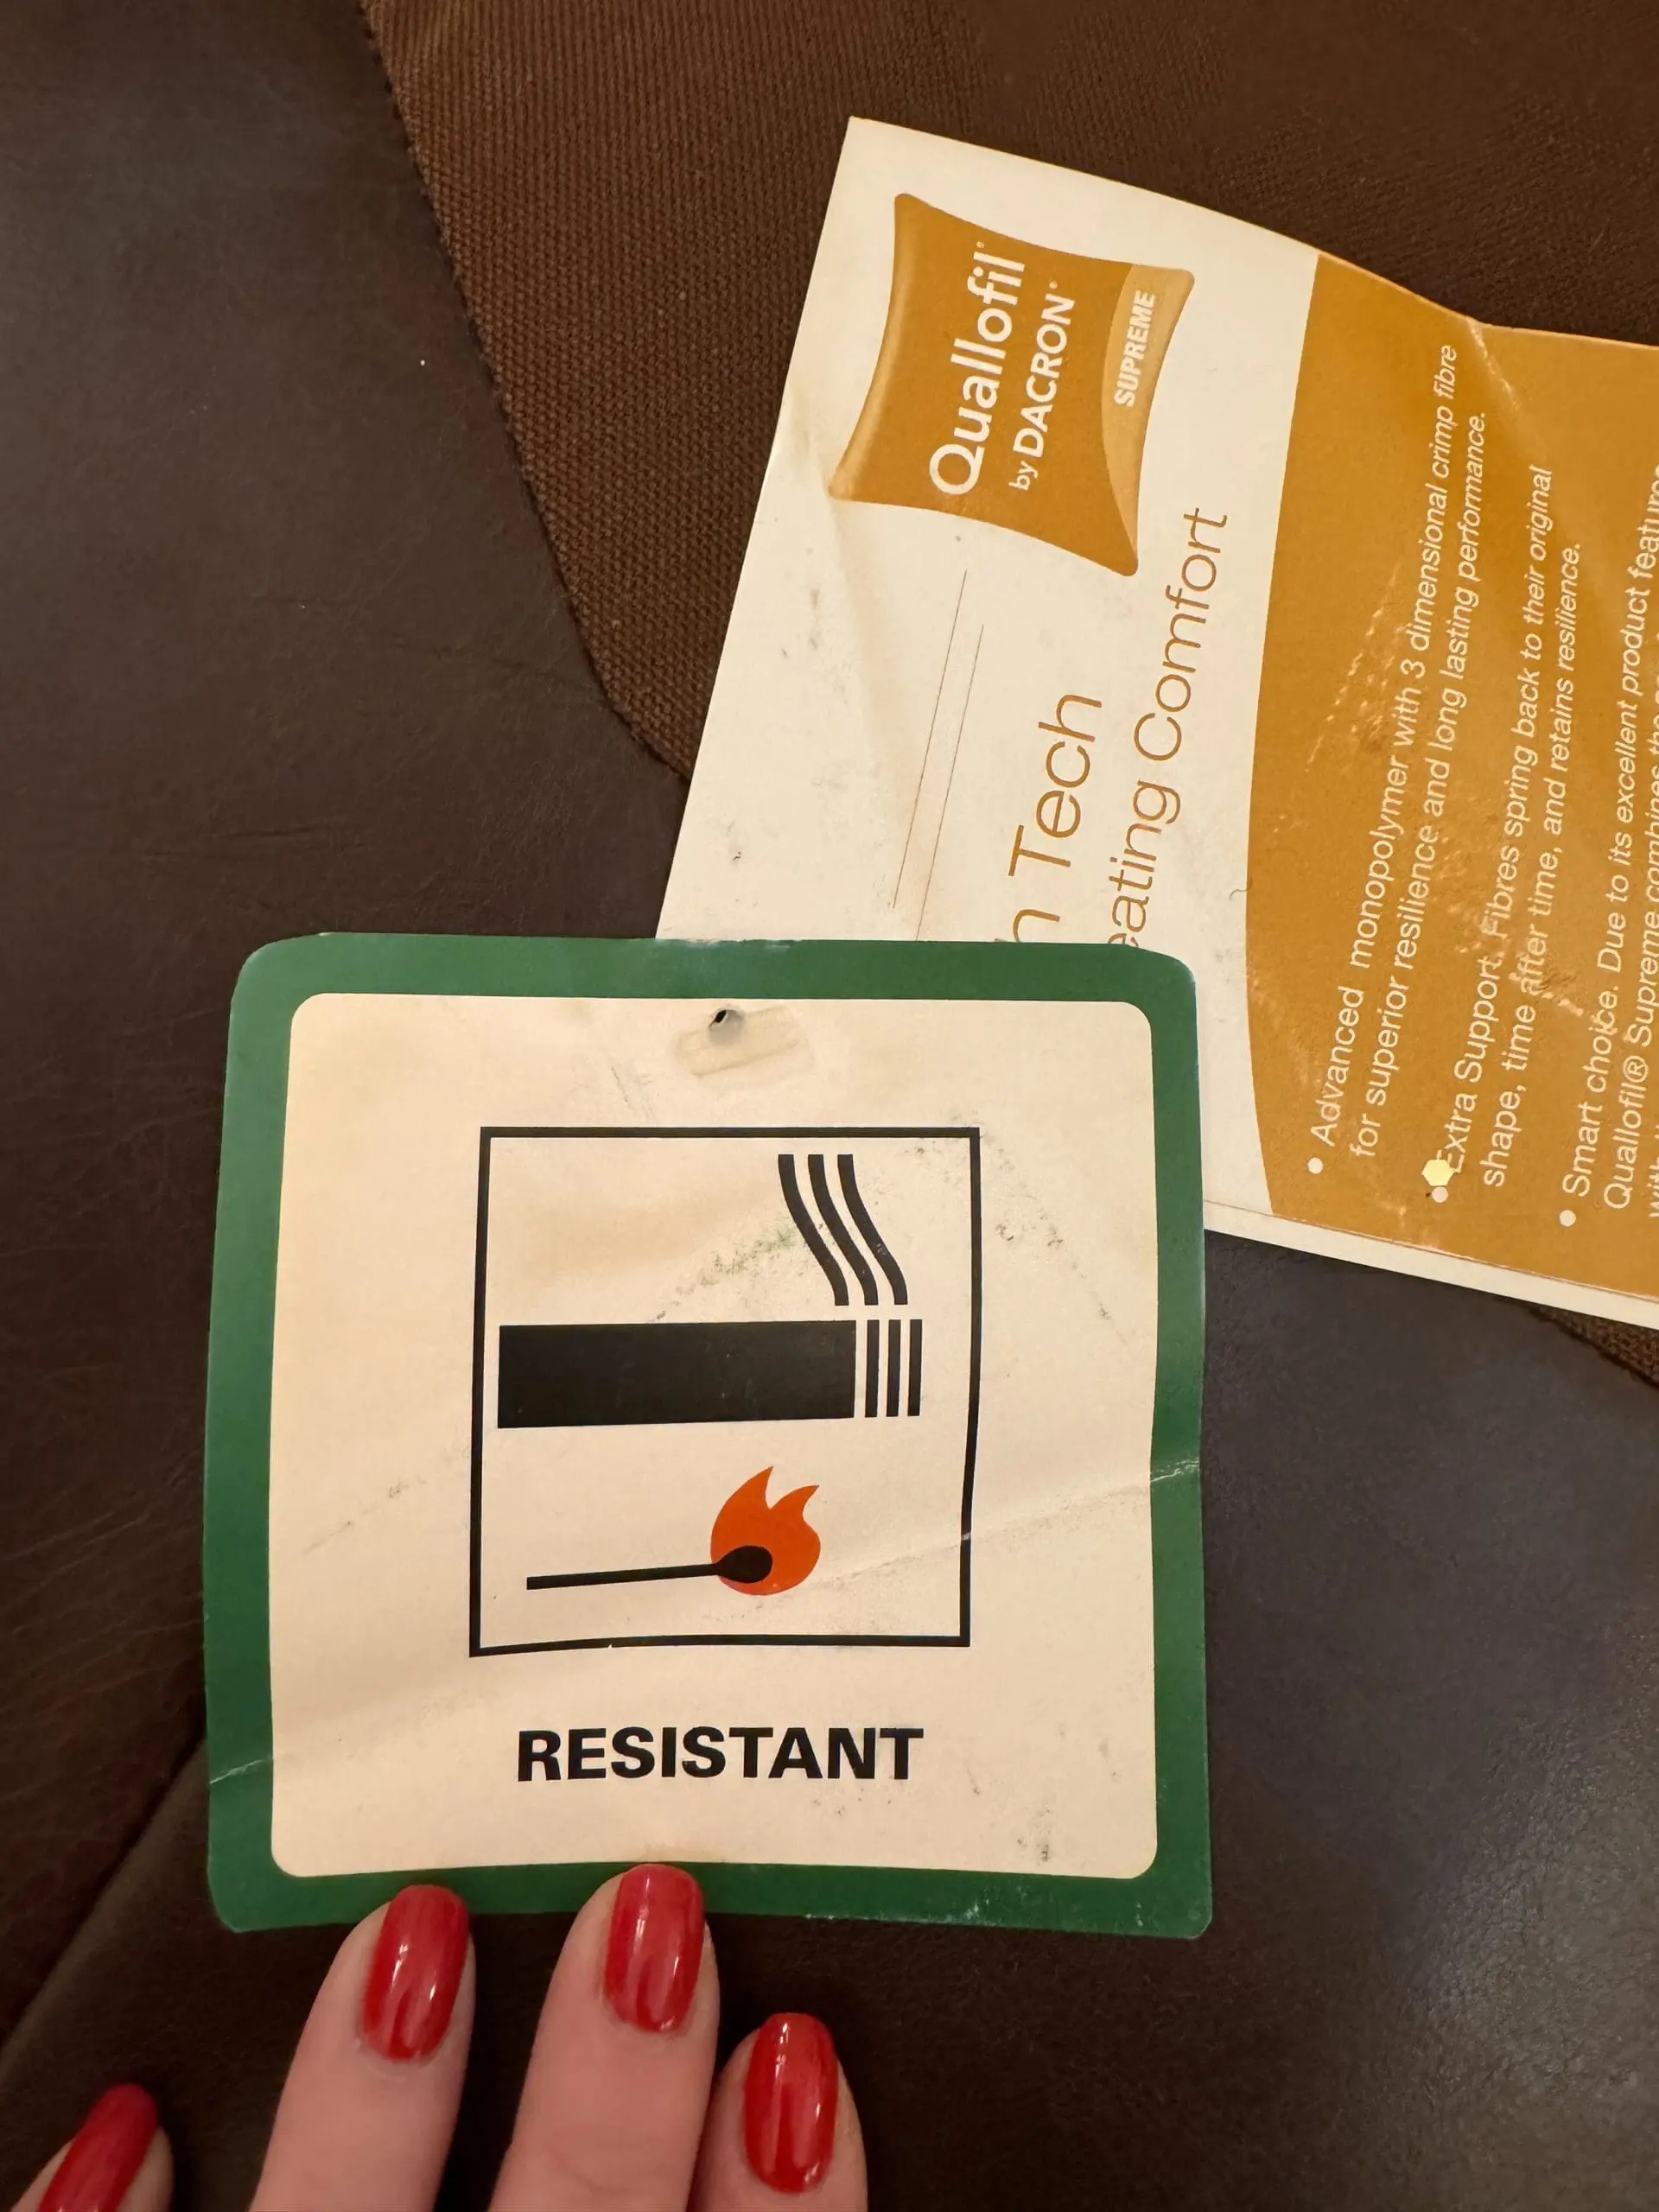 Quallofil®
by DACRON®
SUPREME
Tech
Comfort
• Advanced monopolymer with 3 dimensional crimp fibre
for superior resilience and long lasting performance.
• Extra Support. Fibres spring back to their original
shape, time after time, and retains resilience.
• Smart choice. Due to its excellent product
Quallofil® Supreme combines
RESISTANT